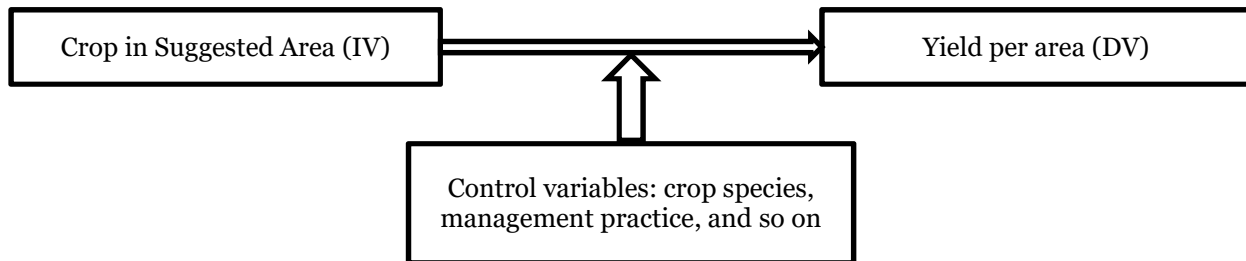 Crop in Suggested Area (IV)
Yield per area (DV)
Control variables: crop species,
management practice, and so on